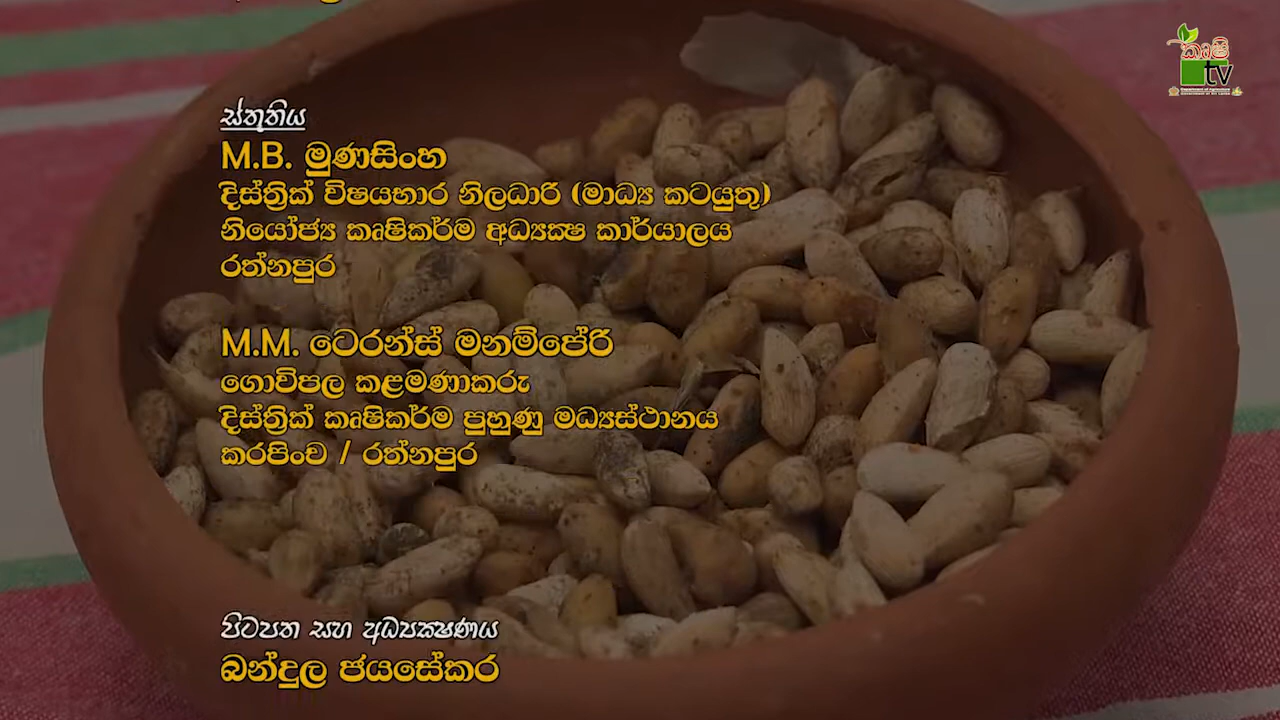 කෘෂි
tv
ස්තූතිය
M.B. මුණසිංහ
දිස්ත්‍රික් විෂයභාර නිලධාරි (මාධ්‍ය කටයුතු)
නියෝජ්‍ය කෘෂිකර්ම අධ්‍යක්ෂ කාර්යාලය
රත්නපුර
M.M. ටෙරන්ස් මනම්පේරි
ගොවිපල කළමණාකරු
දිස්ත්‍රික් කෘෂිකර්ම පුහුණු මධ්‍යස්ථානය
කරපිංච / රත්නපුර
පිටපත සහ අධ්‍යක්ෂණය
බන්දුල ජයසේකර